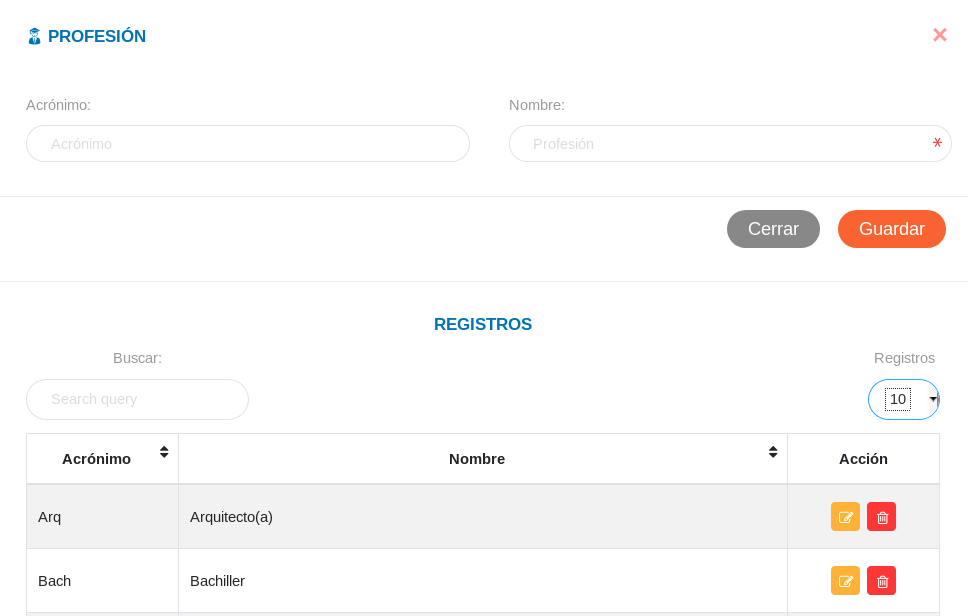 PROFESIÓN
Acrónimo: Nombre:
Acrónimo Profesión
Cerrar Guardar
REGISTROS
Buscar: Registros
Search query 10
Acrónimo Nombre Acción
Arq Arquitecto(a)
Bach Bachiller